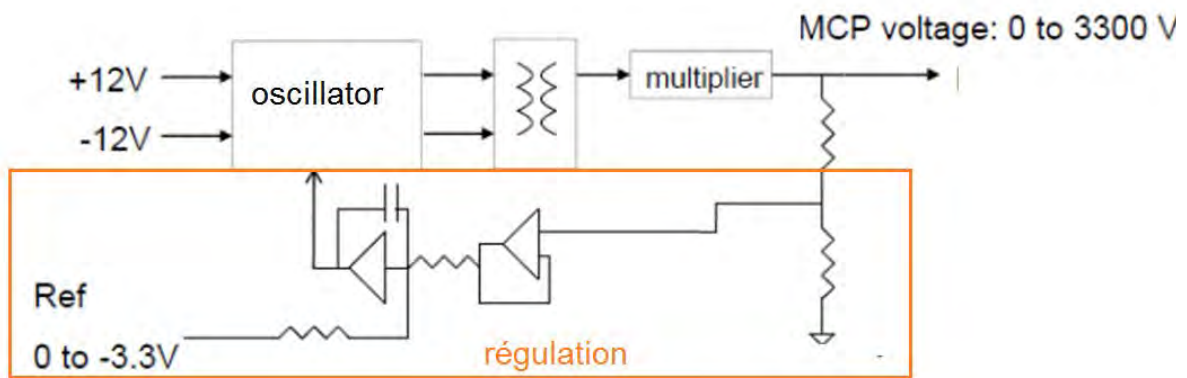 MCP voltage: 0 to 3300 V
+12V
oscillator
multiplier
-12V
Ref
0 to -3.3V
régulation